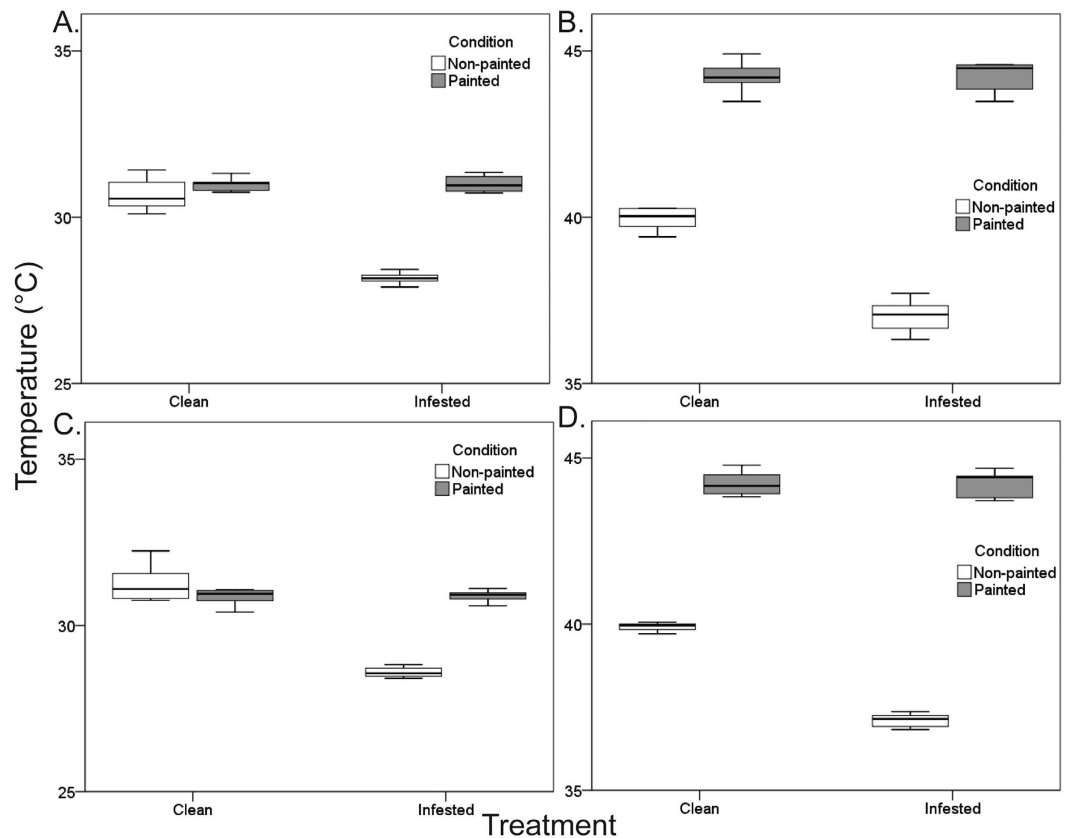 A.
Condition
Non-painted
Painted
35
30
25
Clean
Infested
B.
Condition
Non-painted
Painted
45
40
35
Clean
Infested
Temperature (°C)
C.
Condition
Non-painted
Painted
35
30
25
Clean
Infested
D.
Condition
Non-painted
Painted
45
40
35
Clean
Infested
Treatment